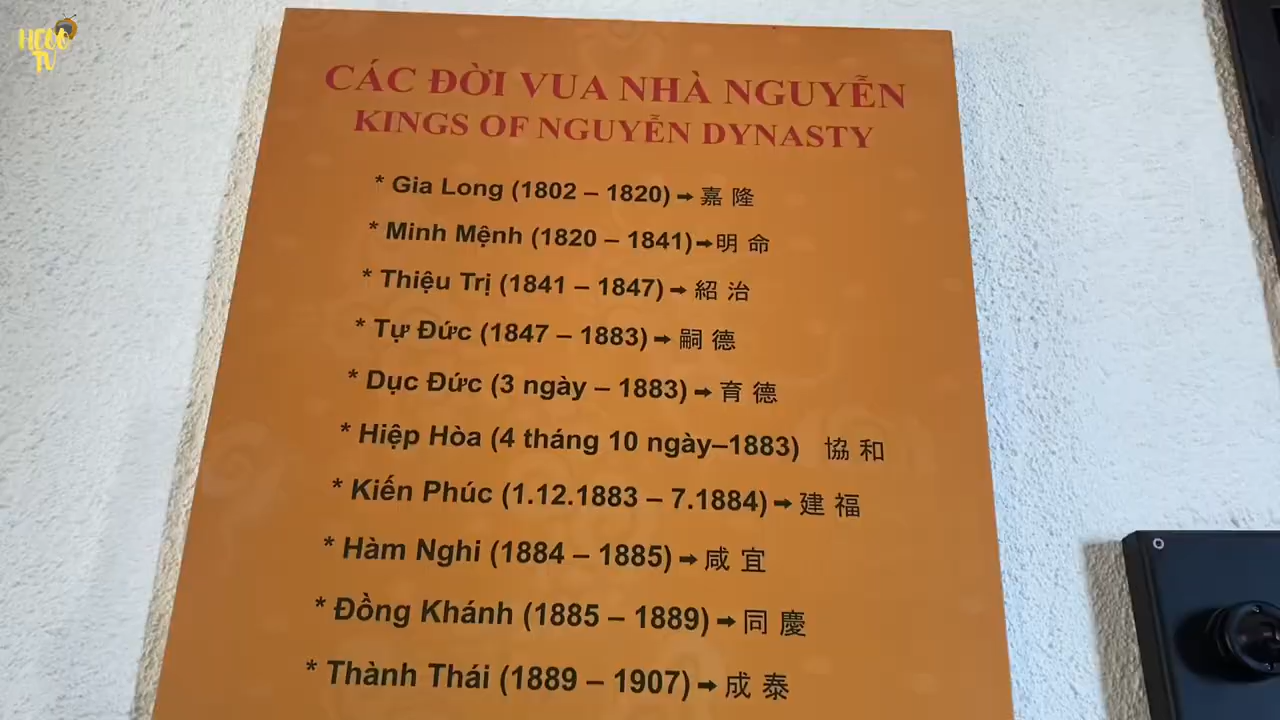 HC06
TV
CÁC ĐỜI VUA NHÀ NGUYỄN
KINGS OF NGUYỄN DYNASTY
* Gia Long (1802 – 1820) ➞ 嘉 隆
* Minh Mệnh (1820 – 1841) ➞ 明 命
* Thiệu Trị (1841 – 1847) ➞ 紹 治
* Tự Đức (1847 – 1883) ➞ 嗣 德
* Dục Đức (3 ngày – 1883) ➞ 育 德
* Hiệp Hòa (4 tháng 10 ngày–1883) 協 和
* Kiến Phúc (1.12.1883 – 7.1884) ➞ 建 福
* Hàm Nghi (1884 – 1885) ➞ 咸 宜
* Đồng Khánh (1885 – 1889) ➞ 同 慶
* Thành Thái (1889 – 1907) ➞ 成 泰